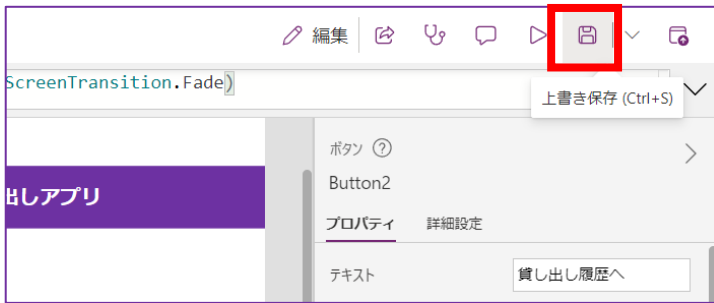 編集
ScreenTransition.Fade)
上書き保存 (Ctrl+S)
ボタン
Button2
出しアプリ
プロパティ 詳細設定
テキスト 貸し出し履歴へ